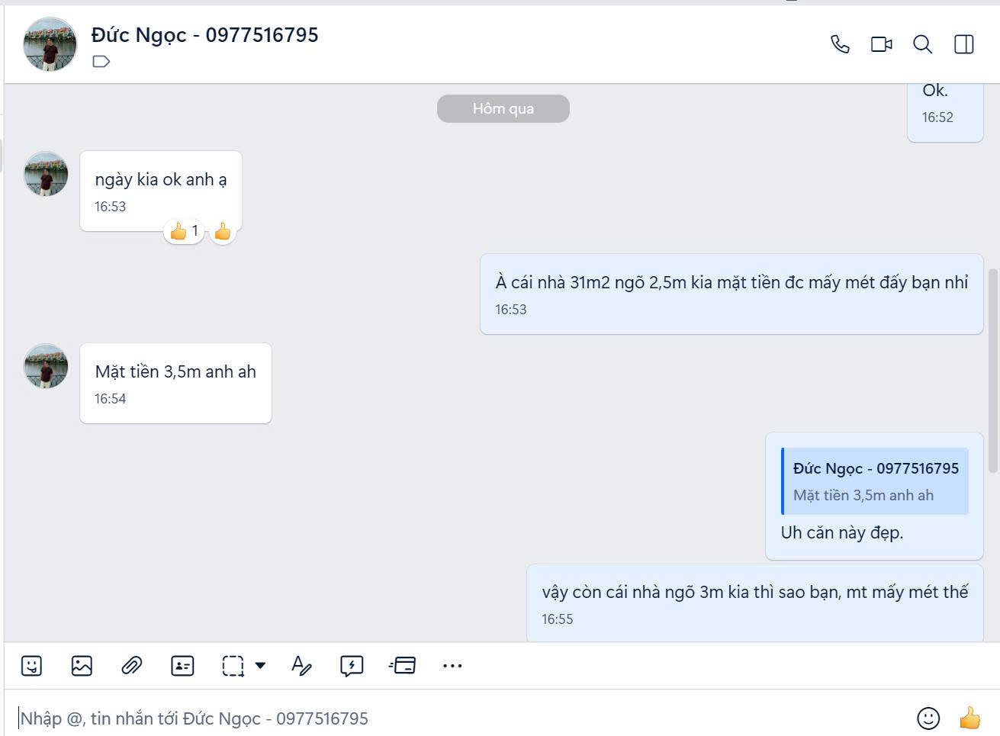 Đức Ngọc - 0977516795
Ok.
16:52
Hôm qua
ngày kia ok anh ạ
16:53
1
À cái nhà 31m2 ngõ 2,5m kia mặt tiền đc mấy mét đấy bạn nhỉ
16:53
Mặt tiền 3,5m anh ah
16:54
Đức Ngọc - 0977516795
Mặt tiền 3,5m anh ah
Uh căn này đẹp.
vậy còn cái nhà ngõ 3m kia thì sao bạn, mt mấy mét thế
16:55
Nhập @, tin nhắn tới Đức Ngọc - 0977516795